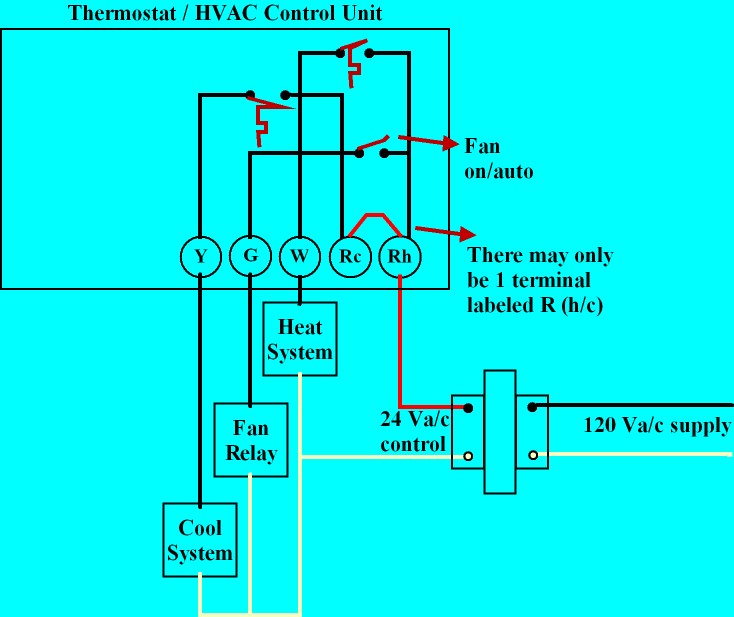 Thermostat / HVAC Control Unit
Fan
on/auto
Y
G
W
Rc
Rh
There may only
be 1 terminal
labeled R (h/c)
Heat
System
24 Va/c
control
120 Va/c supply
Fan
Relay
Cool
System